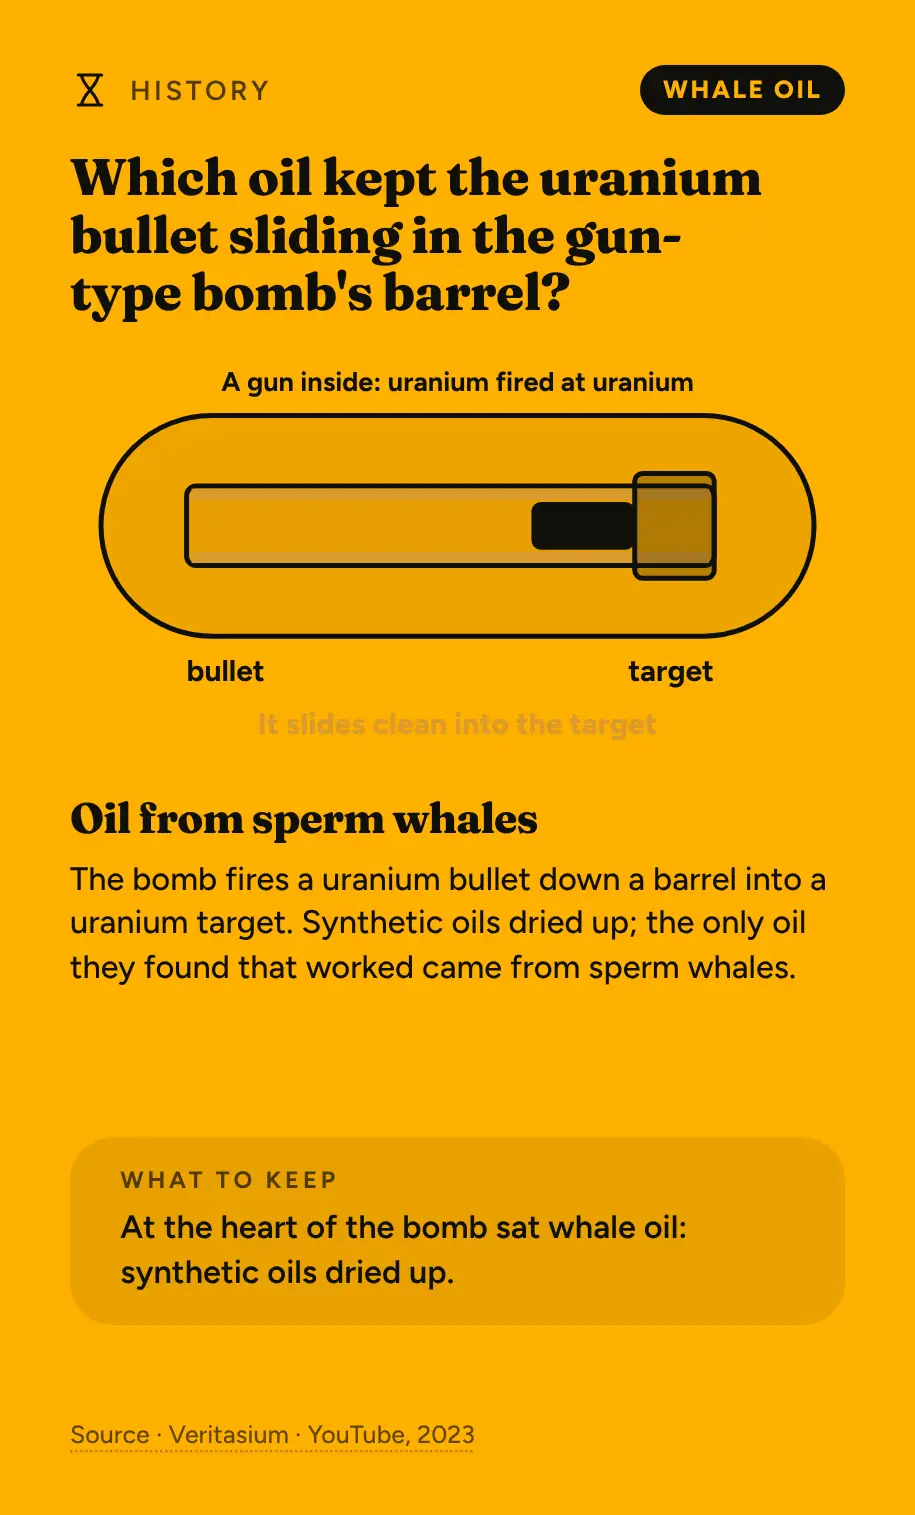 HISTORY
WHALE OIL
Which oil kept the uranium
bullet sliding in the gun-
type bomb's barrel?
A gun inside: uranium fired at uranium
bullet
target
It slides clean into the target
Oil from sperm whales
The bomb fires a uranium bullet down a barrel into a
uranium target. Synthetic oils dried up; the only oil
they found that worked came from sperm whales.
WHAT TO KEEP
At the heart of the bomb sat whale oil:
synthetic oils dried up.
Source · Veritasium · YouTube, 2023